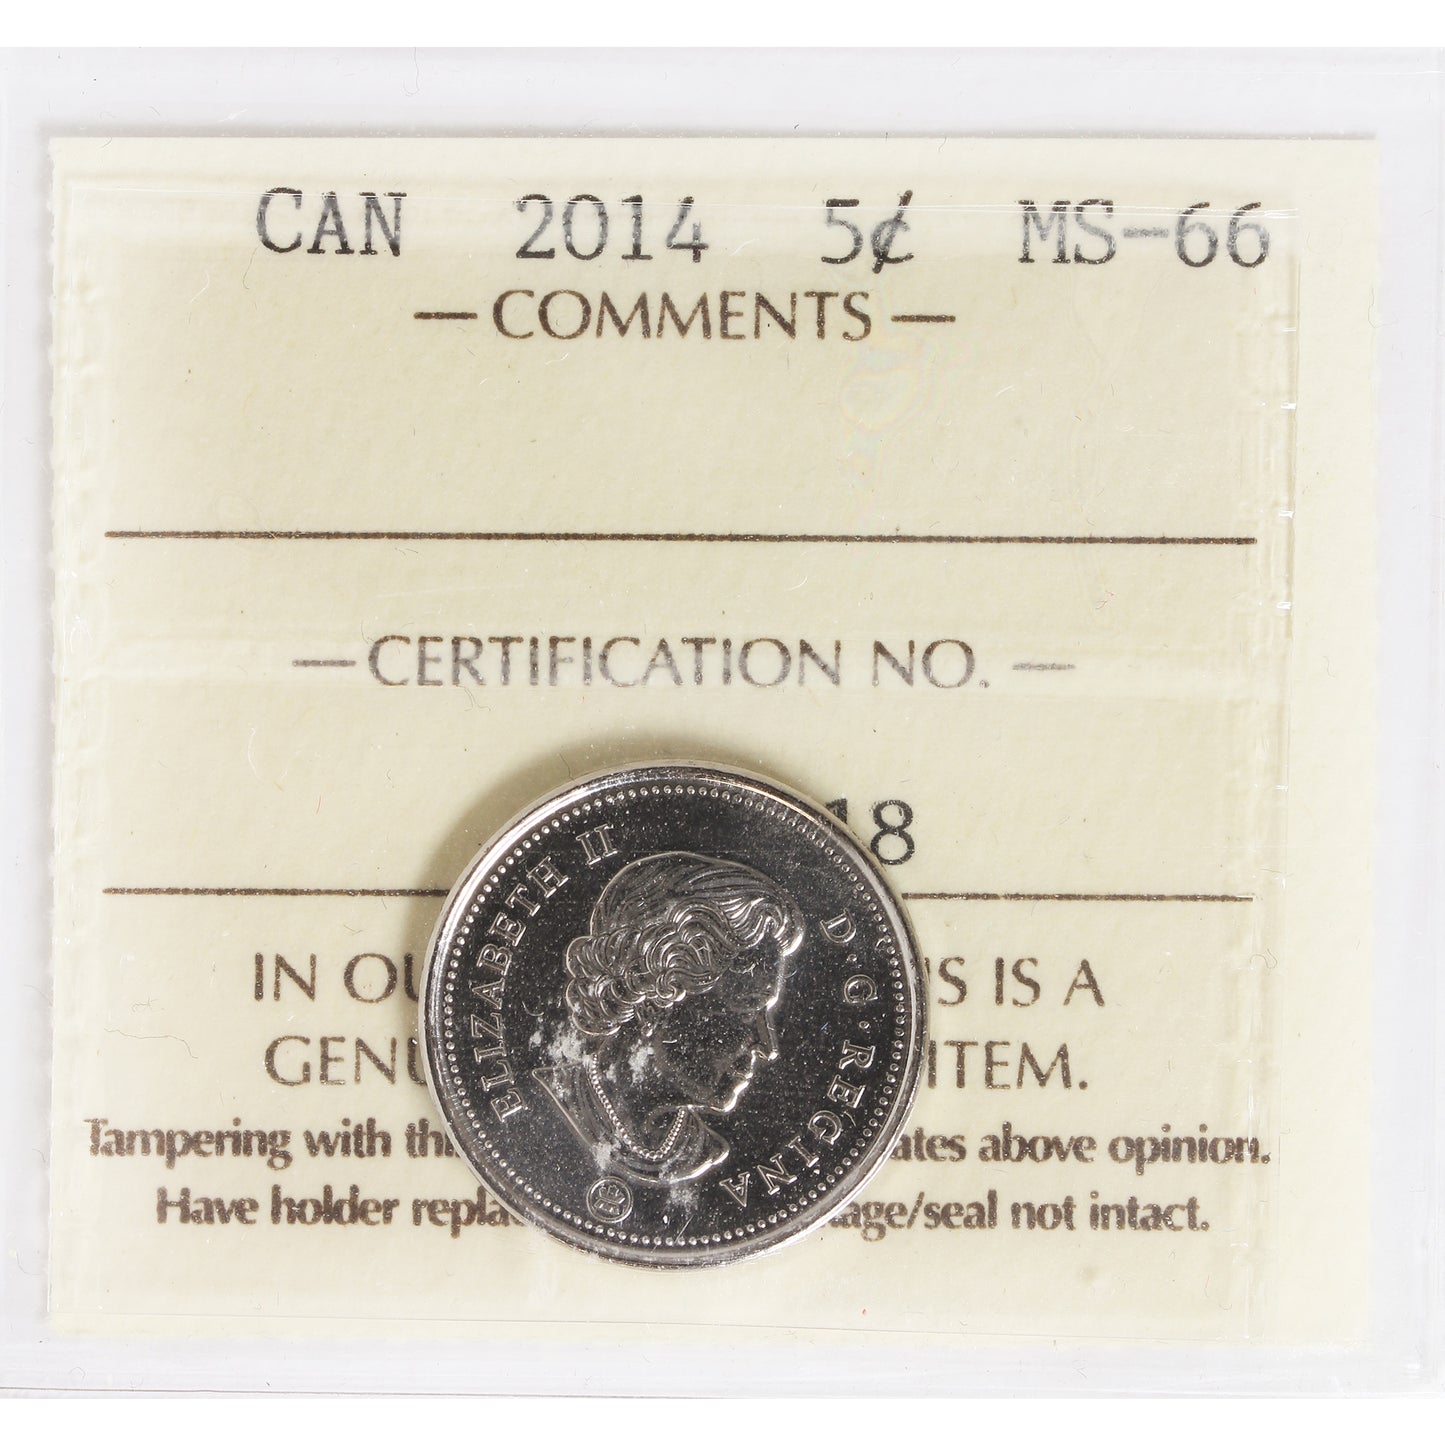 CAN 2014 5¢ MS-66
— COMMENTS —
— CERTIFICATION NO. —
18
IN OU S IS A
GENU ITEM.
Tampering with thi ates above opinion.
Have holder repla age/seal not intact.
ELIZABETH II D·G·REGINA